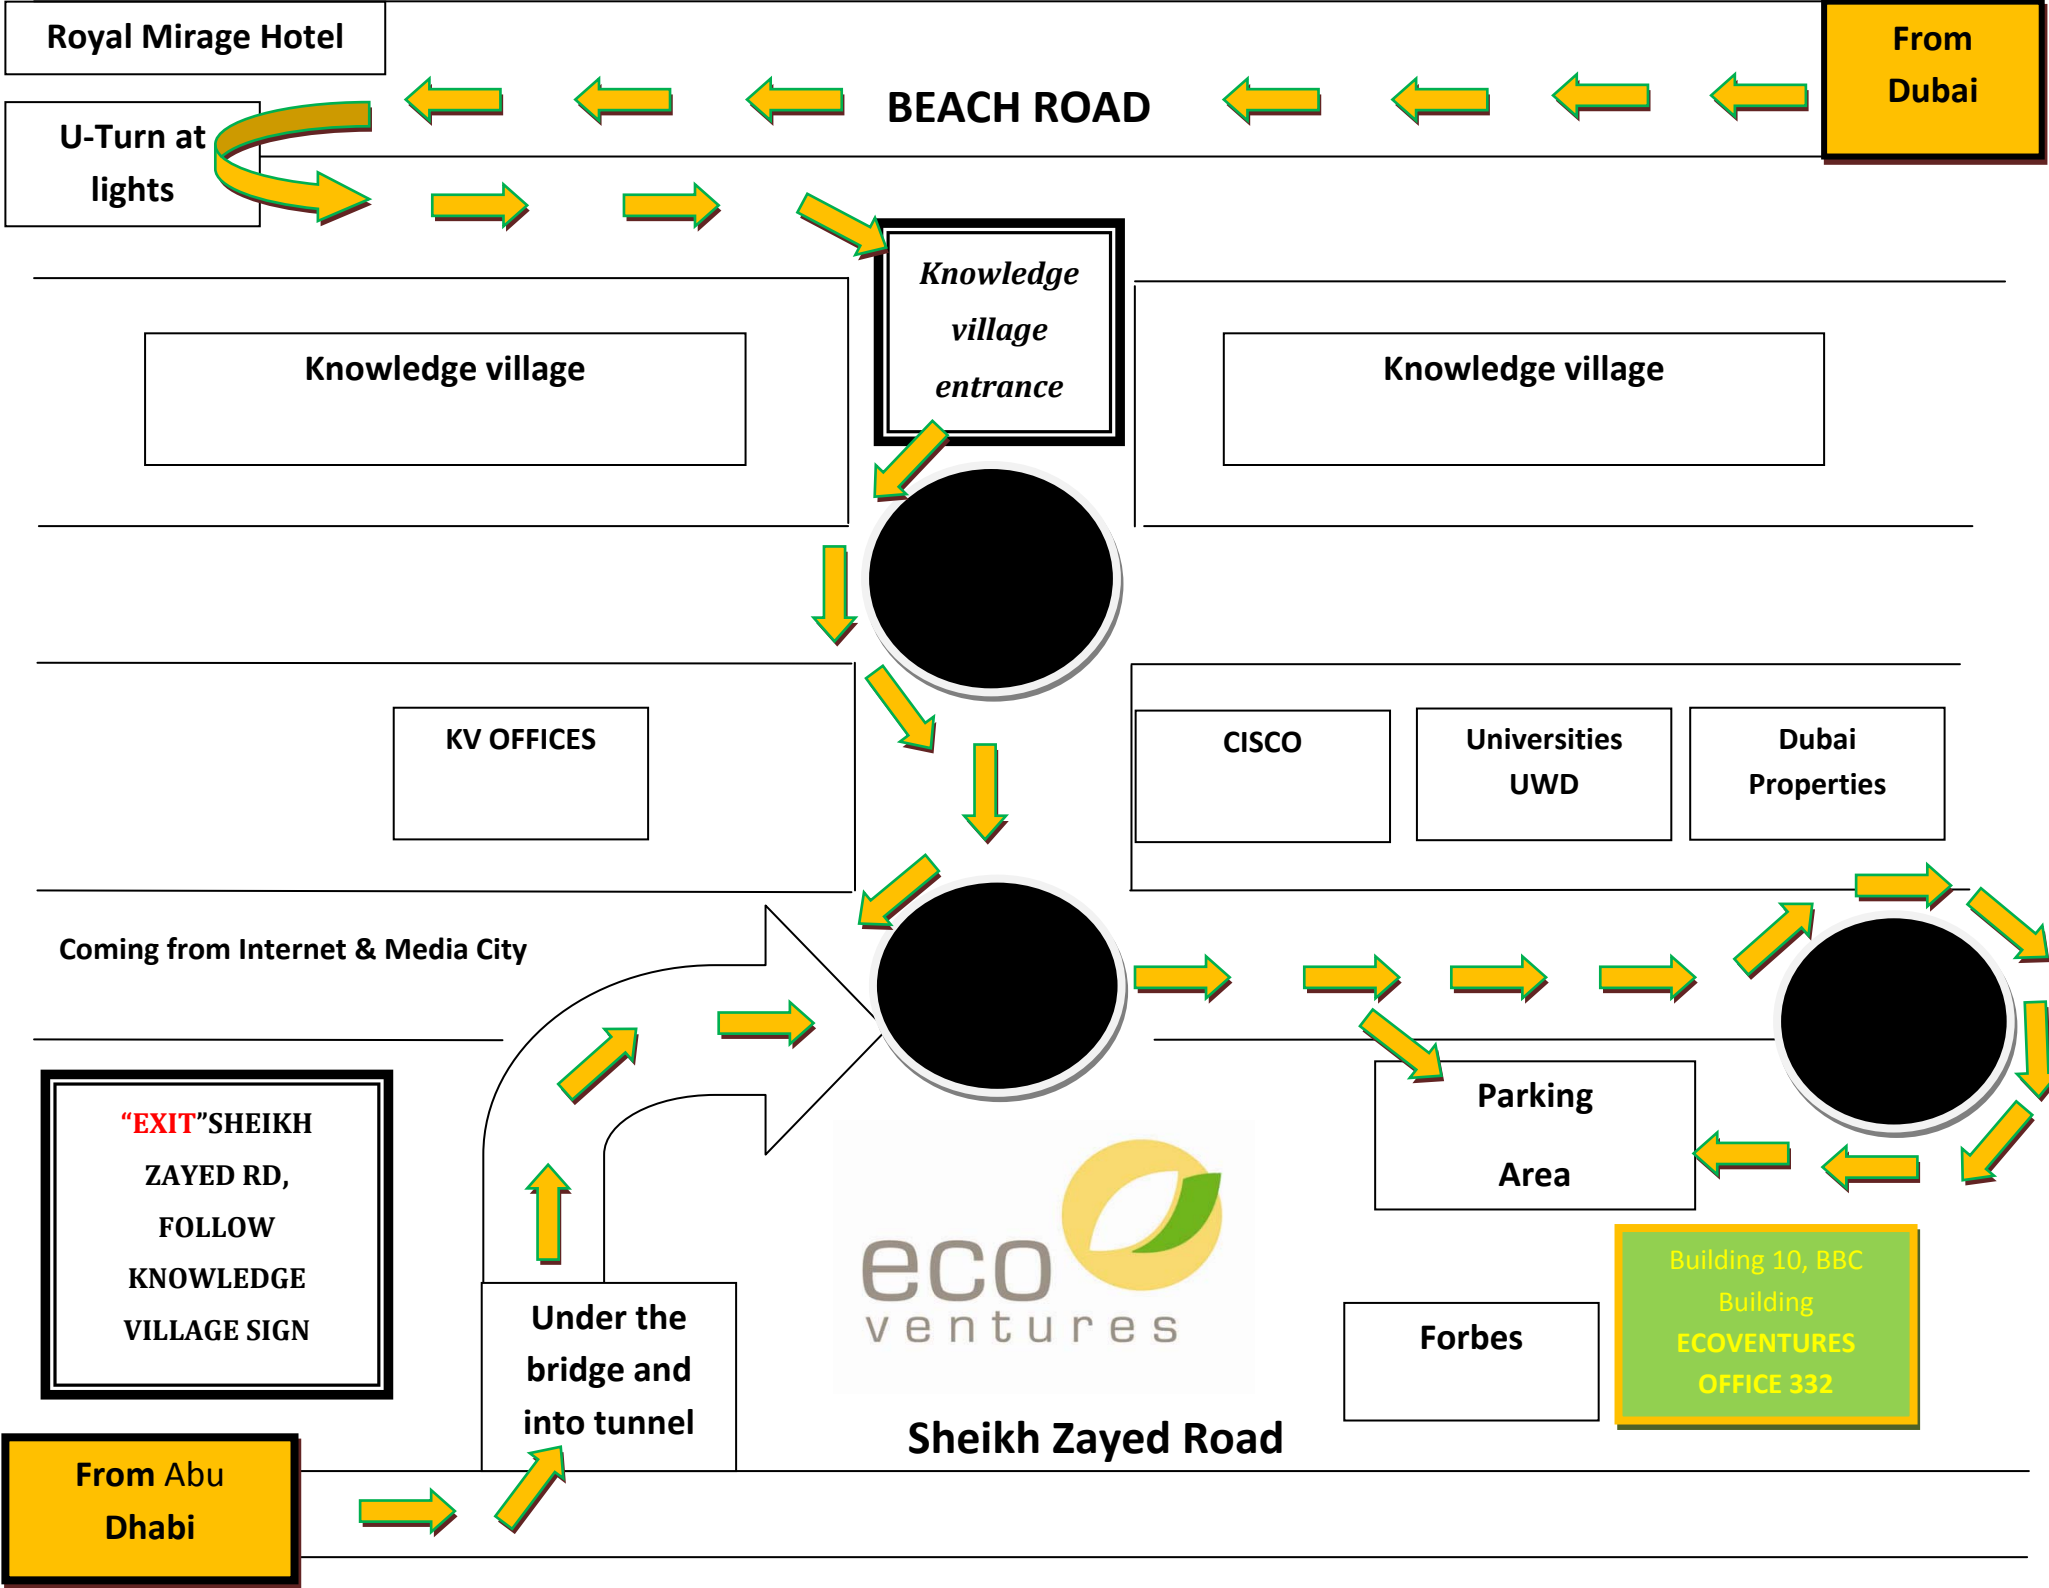 Royal Mirage Hotel
From
Dubai
BEACH ROAD
U-Turn at
lights
Knowledge
village
entrance
Knowledge village
Knowledge village
KV OFFICES
CISCO
Universities
UWD
Dubai
Properties
Coming from Internet & Media City
“EXIT”SHEIKH
ZAYED RD,
FOLLOW
KNOWLEDGE
VILLAGE SIGN
Parking
Area
eco
ventures
Under the
bridge and
into tunnel
Forbes
Building 10, BBC
Building
ECOVENTURES
OFFICE 332
Sheikh Zayed Road
From Abu
Dhabi